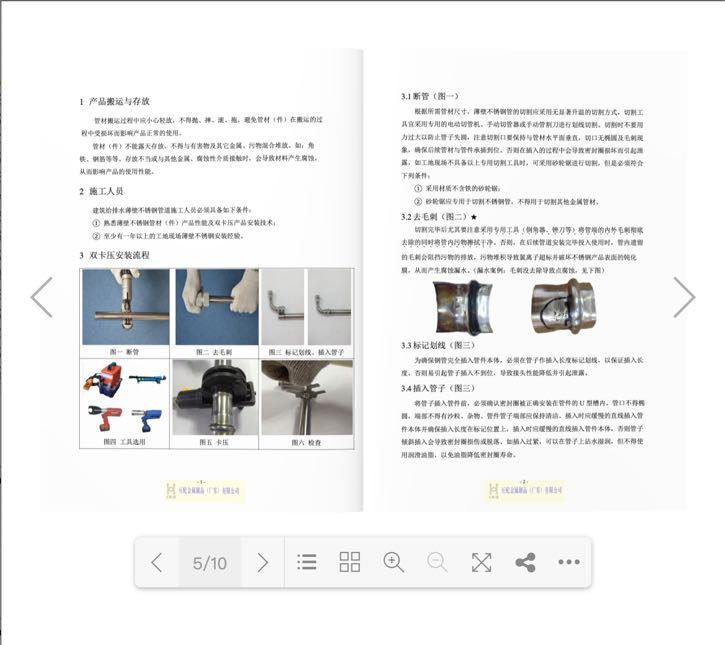 1 产品搬运与存放
管材搬运过程中应小心轻放，不得抛、摔、滚、拖，避免管材（件）在搬运的过
程中受损坏而影响产品正常的使用。
管材（件）不能露天存放，不得与有害物及其它金属、污物混合堆放。如：角
铁、钢筋等等。存放不当或与其他金属、腐蚀性介质接触时，会导致材料产生腐蚀，
从而影响产品的使用性能。
2 施工人员
建筑给排水薄壁不锈钢管道施工人员必须具备如下条件：
① 熟悉薄壁不锈钢管材（件）产品性能及双卡压安装技术；
② 至少有一年以上的工地现场薄壁不锈钢安装经验。
3 双卡压安装流程
图一 断管
图二 去毛刺
图三 标记划线、插入管子
图四 工具选用
图五 卡压
图六 检查
-1-
金属制品（广东）有限公司
3.1 断管（图一）
根据所需管材尺寸，薄壁不锈钢管的切割应采用无显著升温的切割方式，切割工
具宜采用专用的电动切管机、手动切管器或手动管割刀进行划线切割。切割时不要用
力过大以防止管子失圆，注意切割口要保持与管材水平面垂直，切口无椭圆及毛刺现
象，确保后续管材与管件承插到位。否则在插入的过程中会导致密封圈损坏而引起泄
露，如工地现场不具备以上专用切割工具时，可采用砂轮锯进行切割，但是必须符合
下列条件：
① 采用材质不含铁的砂轮锯；
② 砂轮锯应专用于切割不锈钢管，不得用于切割其他金属管材。
3.2 去毛刺（图二）★
切割完毕后尤其要注意采用专用工具（倒角器、锉刀等）将管端的内外毛刺彻底
去除的同时将管内污物擦拭干净。否则，在后续管道安装完毕投入使用时，管内遗留
的毛刺会阻挡污物的排放，污物堆积导致氯离子超标并破坏不锈钢产品表面的钝化
膜，从而产生腐蚀漏水。（漏水案例：毛刺没去除导致点腐蚀，见下图）
3.3 标记划线（图三）
为确保钢管完全插入管件本体，必须在管子作插入长度标记划线，以保证插入长
度，否则易引起管子插入不到位，导致接头性能降低并引起泄露。
3.4 插入管子（图三）
将管子插入管件前，必须确认密封圈被正确安装在管件的 U 型槽内，管口不得椭
圆，端部不得有沙粒、杂物、管件管子端部应保持清洁。插入时应缓慢的直线插入管
件本体并确保插入长度在标记位置上，插入时应缓慢的直线插入管件本体，否则管子
倾斜插入会导致密封圈损伤或脱落。如插入过紧，可以在管子上沾水湿润，但不得使
用润滑油脂，以免油脂降低密封圈寿命。
-2-
金属制品（广东）有限公司
5/10